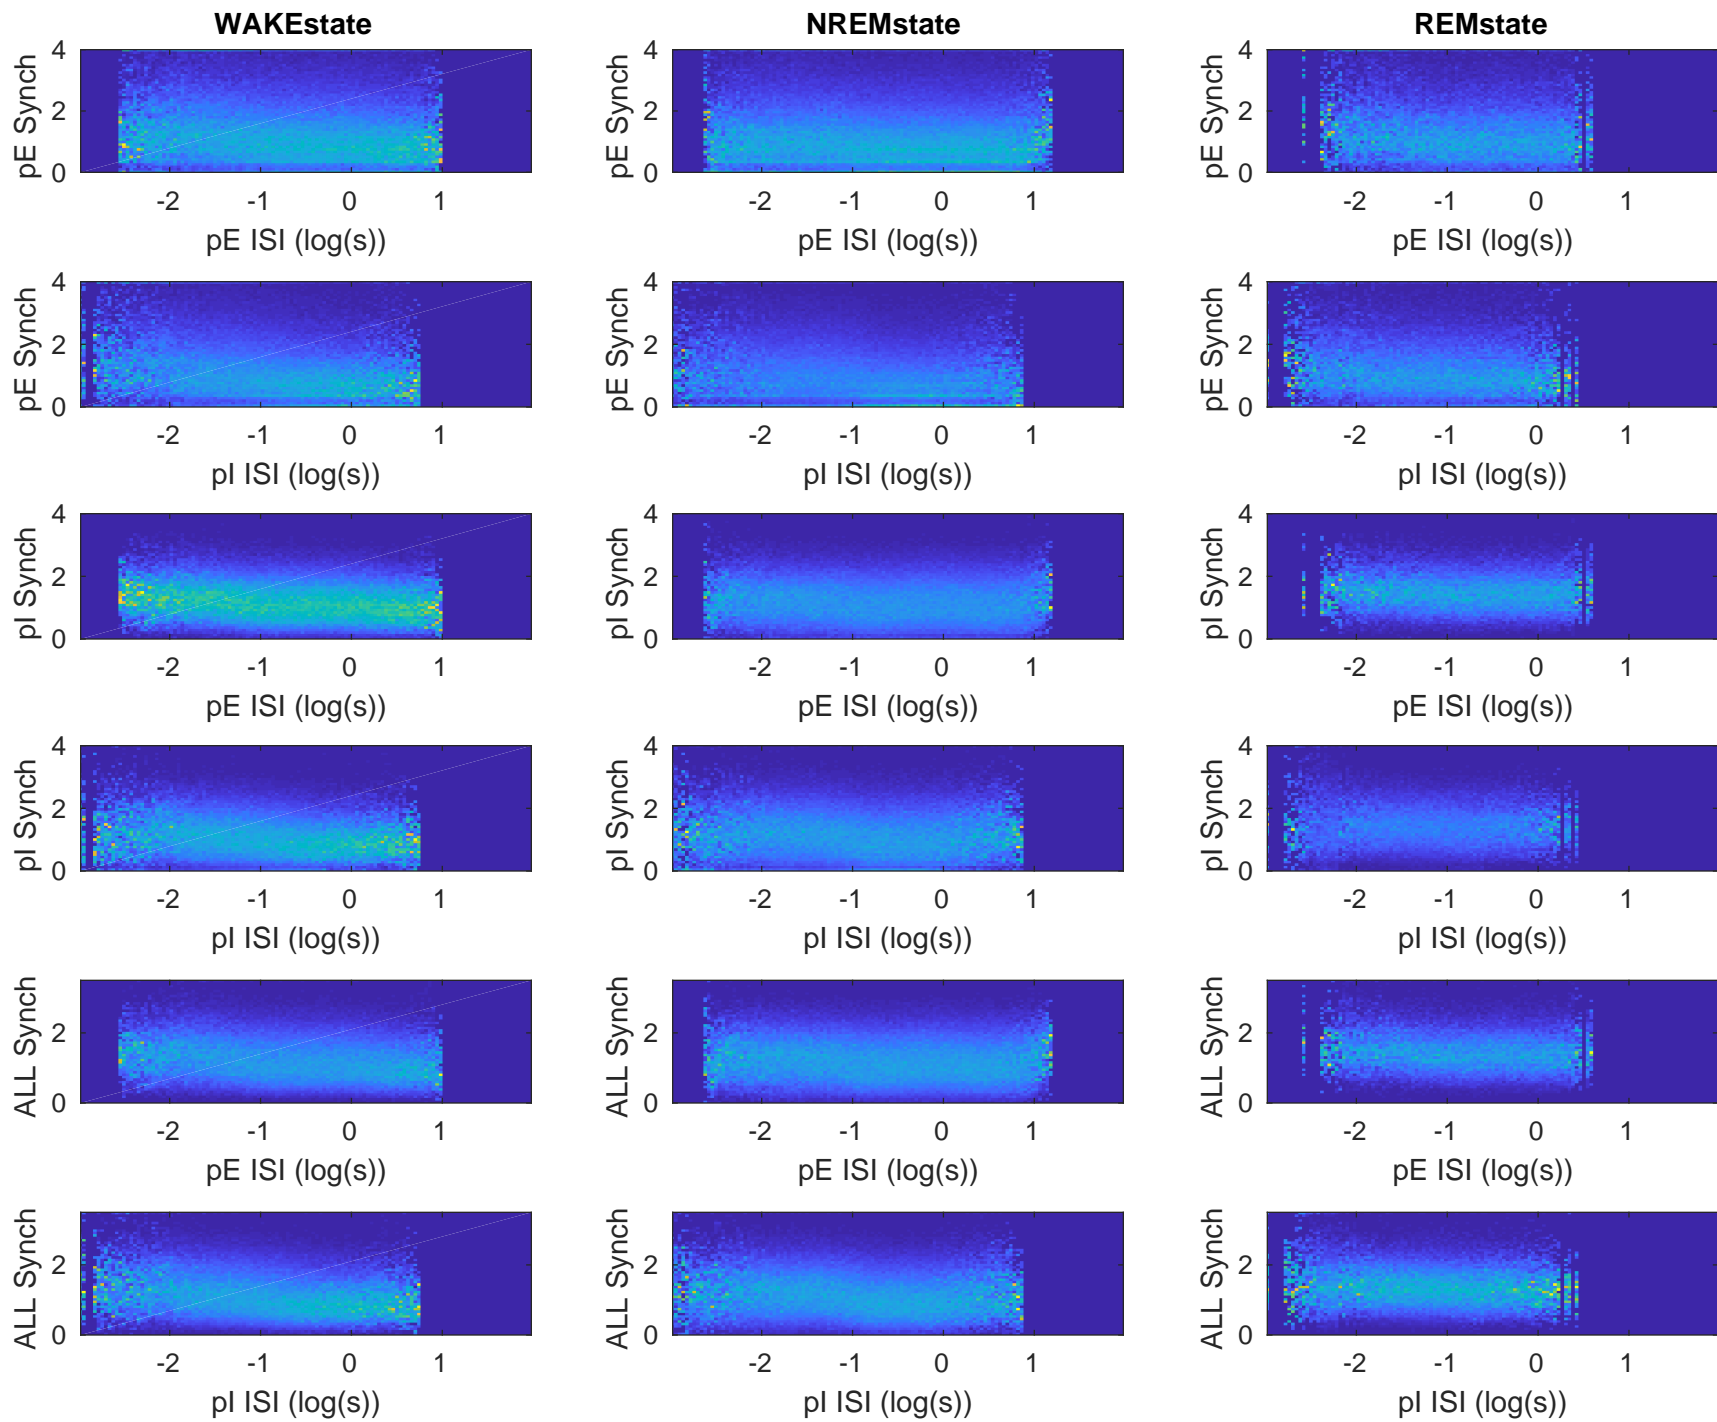 WAKEstate NREMstate REMstate
pE Synch pE Synch pE Synch
4 4 4
2 2 2
0 0 0
-2 -1 0 1 -2 -1 0 1 -2 -1 0 1
pE ISI (log(s)) pE ISI (log(s)) pE ISI (log(s))
pE Synch pE Synch pE Synch
4 4 4
2 2 2
0 0 0
-2 -1 0 1 -2 -1 0 1 -2 -1 0 1
pI ISI (log(s)) pI ISI (log(s)) pI ISI (log(s))
pI Synch pI Synch pI Synch
4 4 4
2 2 2
0 0 0
-2 -1 0 1 -2 -1 0 1 -2 -1 0 1
pE ISI (log(s)) pE ISI (log(s)) pE ISI (log(s))
pI Synch pI Synch pI Synch
4 4 4
2 2 2
0 0 0
-2 -1 0 1 -2 -1 0 1 -2 -1 0 1
pI ISI (log(s)) pI ISI (log(s)) pI ISI (log(s))
ALL Synch ALL Synch ALL Synch
2 2 2
0 0 0
-2 -1 0 1 -2 -1 0 1 -2 -1 0 1
pE ISI (log(s)) pE ISI (log(s)) pE ISI (log(s))
ALL Synch ALL Synch ALL Synch
2 2 2
0 0 0
-2 -1 0 1 -2 -1 0 1 -2 -1 0 1
pI ISI (log(s)) pI ISI (log(s)) pI ISI (log(s))